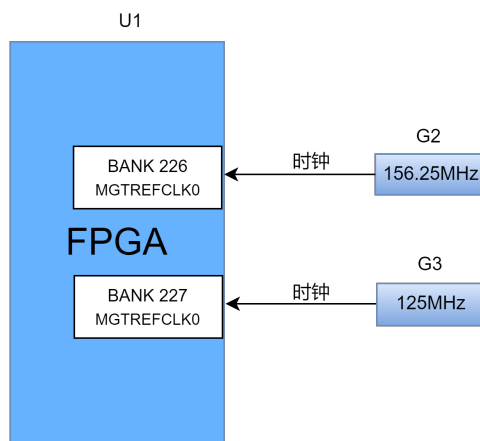 U1
G2
BANK 226
MGTREFCLK0
时钟
156.25MHz
FPGA
G3
BANK 227
MGTREFCLK0
时钟
125MHz